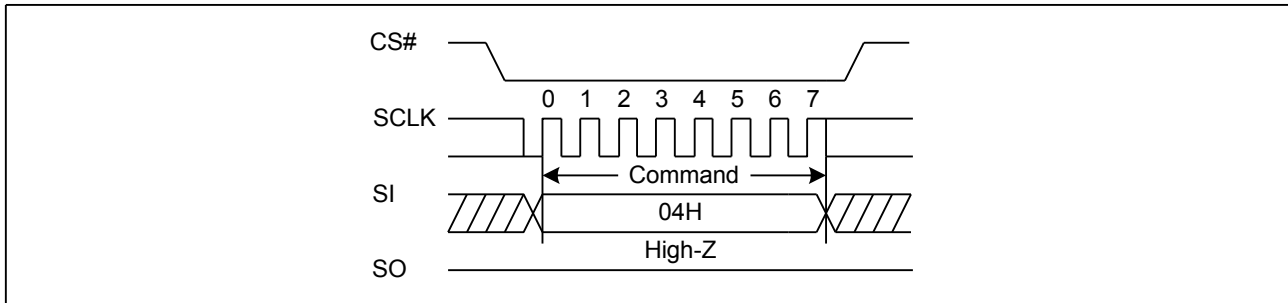 CS#
0 1 2 3 4 5 6 7
SCLK
Command
SI
04H
High-Z
SO